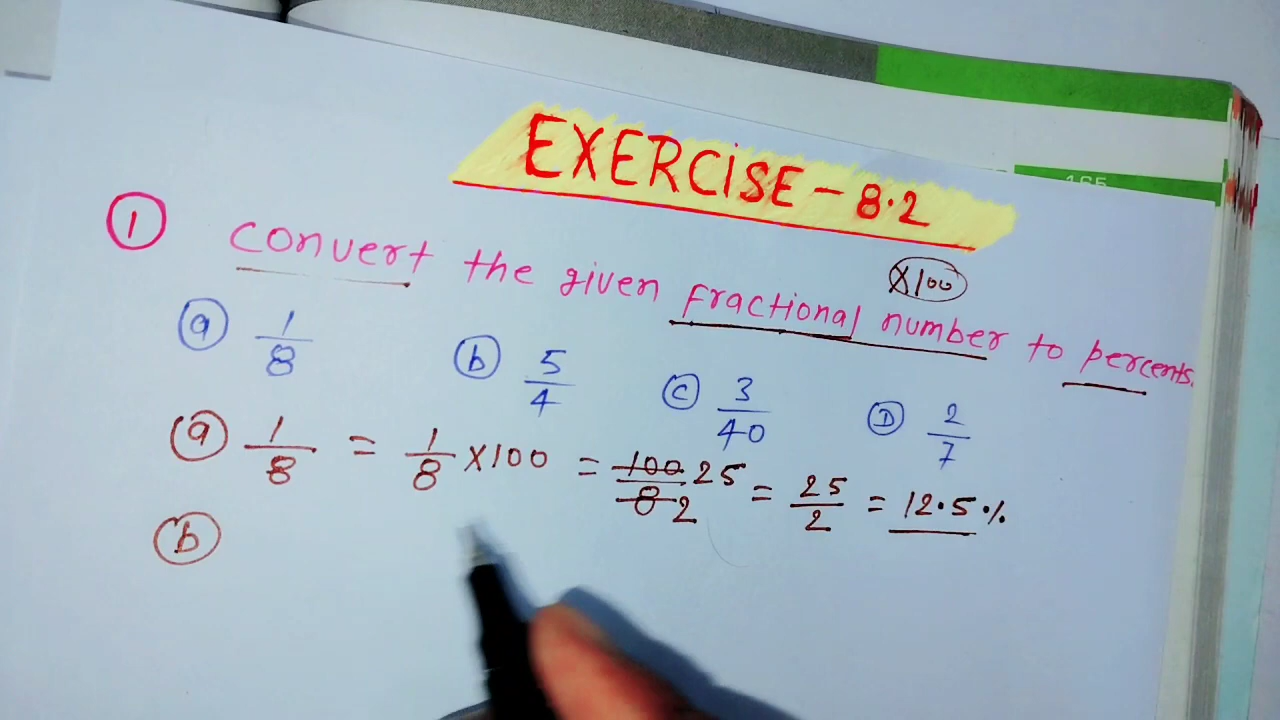 165
EXERCISE - 8.2
×100
① Convert the given fractional number to percents.
ⓐ 1/8 ⓑ 5/4 ⓒ 3/40 Ⓓ 2/7
ⓐ 1/8 = 1/8 ×100 = 100/8 25/2 = 25/2 = 12.5 %
ⓑ